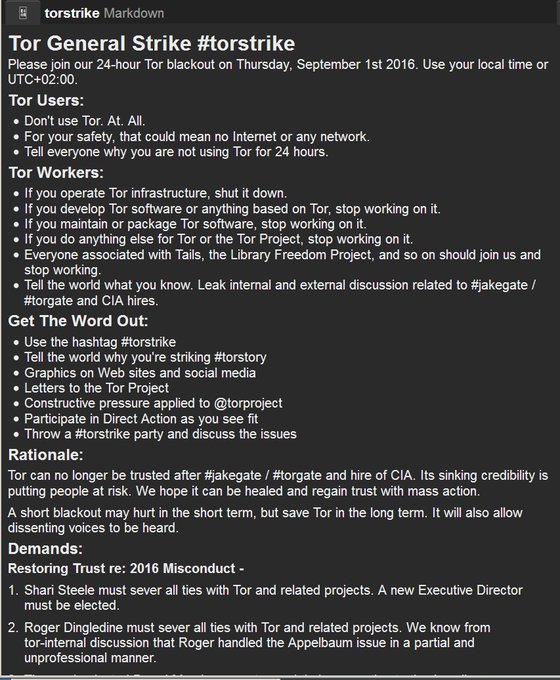 torstrike Markdown
Tor General Strike #torstrike
Please join our 24-hour Tor blackout on Thursday, September 1st 2016. Use your local time or
UTC+02:00.
Tor Users:
• Don't use Tor. At. All.
• For your safety, that could mean no Internet or any network.
• Tell everyone why you are not using Tor for 24 hours.
Tor Workers:
• If you operate Tor infrastructure, shut it down.
• If you develop Tor software or anything based on Tor, stop working on it.
• If you maintain or package Tor software, stop working on it.
• If you do anything else for Tor or the Tor Project, stop working on it.
• Everyone associated with Tails, the Library Freedom Project, and so on should join us and
stop working.
• Tell the world what you know. Leak internal and external discussion related to #jakegate /
#torgate and CIA hires.
Get The Word Out:
• Use the hashtag #torstrike
• Tell the world why you're striking #torstory
• Graphics on Web sites and social media
• Letters to the Tor Project
• Constructive pressure applied to @torproject
• Participate in Direct Action as you see fit
• Throw a #torstrike party and discuss the issues
Rationale:
Tor can no longer be trusted after #jakegate / #torgate and hire of CIA. Its sinking credibility is
putting people at risk. We hope it can be healed and regain trust with mass action.
A short blackout may hurt in the short term, but save Tor in the long term. It will also allow
dissenting voices to be heard.
Demands:
Restoring Trust re: 2016 Misconduct -
1. Shari Steele must sever all ties with Tor and related projects. A new Executive Director
must be elected.
2. Roger Dingledine must sever all ties with Tor and related projects. We know from
tor-internal discussion that Roger handled the Appelbaum issue in a partial and
unprofessional manner.